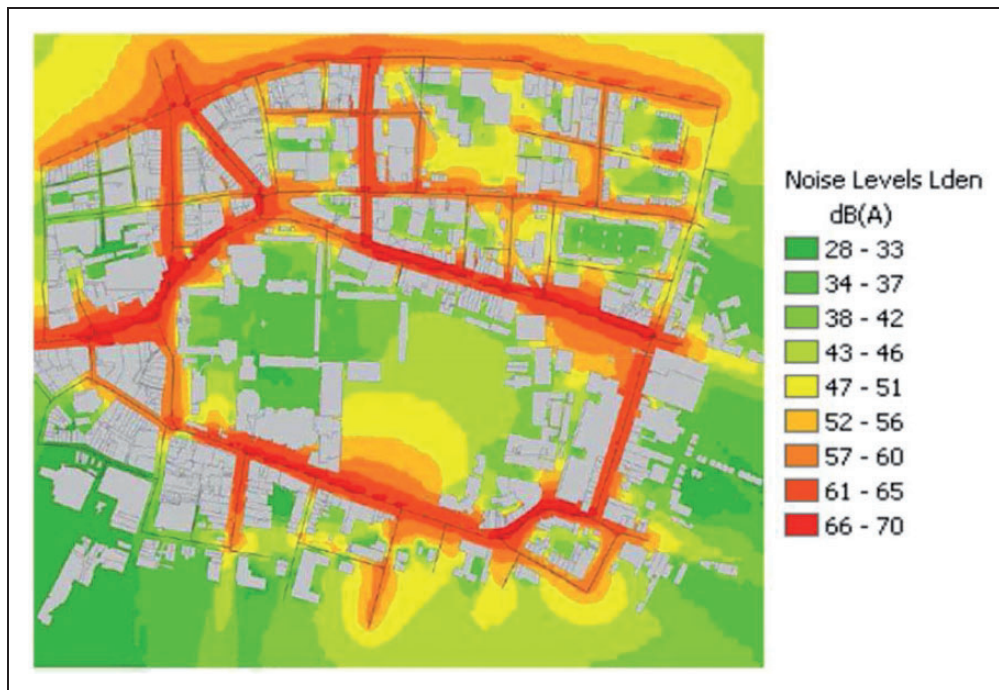 Noise Levels Lden
dB(A)
28 - 33
34 - 37
38 - 42
43 - 46
47 - 51
52 - 56
57 - 60
61 - 65
66 - 70